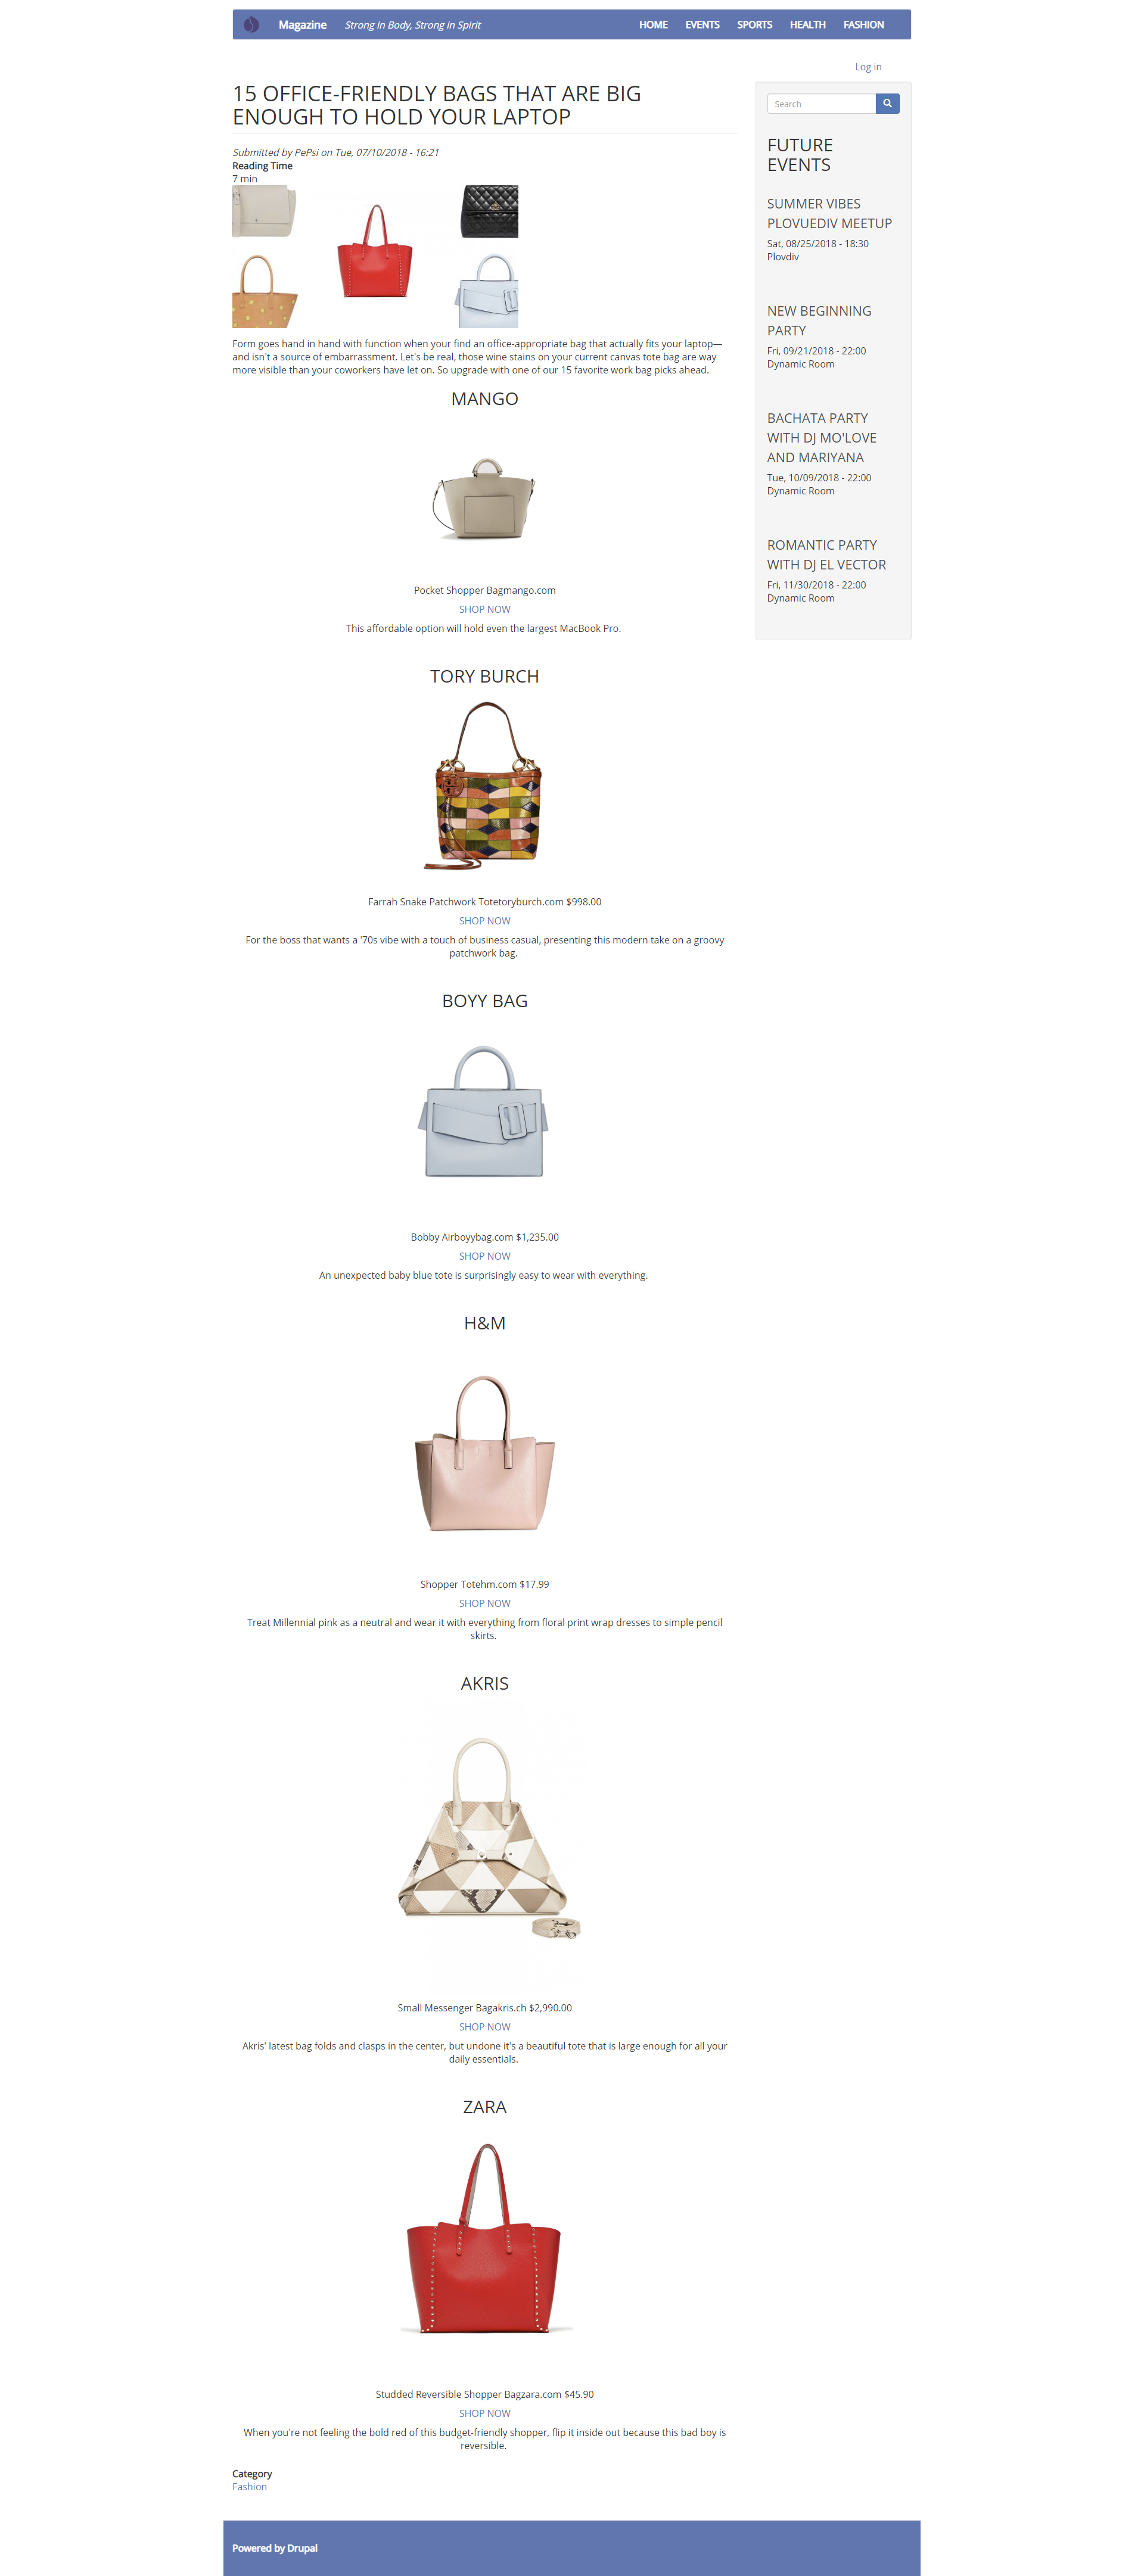 Magazine Strong in Body, Strong in Spirit HOME EVENTS SPORTS HEALTH FASHION
Log in
15 OFFICE-FRIENDLY BAGS THAT ARE BIG
ENOUGH TO HOLD YOUR LAPTOP
Submitted by PePsi on Tue, 07/10/2018 - 16:21
Reading Time
7 min
Form goes hand in hand with function when your find an office-appropriate bag that actually fits your laptop—
and isn't a source of embarrassment. Let's be real, those wine stains on your current canvas tote bag are way
more visible than your coworkers have let on. So upgrade with one of our 15 favorite work bag picks ahead.
MANGO
Pocket Shopper Bagmango.com
SHOP NOW
This affordable option will hold even the largest MacBook Pro.
TORY BURCH
Farrah Snake Patchwork Totetoryburch.com $998.00
SHOP NOW
For the boss that wants a '70s vibe with a touch of business casual, presenting this modern take on a groovy
patchwork bag.
BOYY BAG
Bobby Airboyybag.com $1,235.00
SHOP NOW
An unexpected baby blue tote is surprisingly easy to wear with everything.
H&M
Shopper Totehm.com $17.99
SHOP NOW
Treat Millennial pink as a neutral and wear it with everything from floral print wrap dresses to simple pencil
skirts.
AKRIS
Small Messenger Bagakris.ch $2,990.00
SHOP NOW
Akris' latest bag folds and clasps in the center, but undone it's a beautiful tote that is large enough for all your
daily essentials.
ZARA
Studded Reversible Shopper Bagzara.com $45.90
SHOP NOW
When you're not feeling the bold red of this budget-friendly shopper, flip it inside out because this bad boy is
reversible.
Category
Fashion
Search
FUTURE
EVENTS
SUMMER VIBES
PLOVUEDIV MEETUP
Sat, 08/25/2018 - 18:30
Plovdiv
NEW BEGINNING
PARTY
Fri, 09/21/2018 - 22:00
Dynamic Room
BACHATA PARTY
WITH DJ MO'LOVE
AND MARIYANA
Tue, 10/09/2018 - 22:00
Dynamic Room
ROMANTIC PARTY
WITH DJ EL VECTOR
Fri, 11/30/2018 - 22:00
Dynamic Room
Powered by Drupal